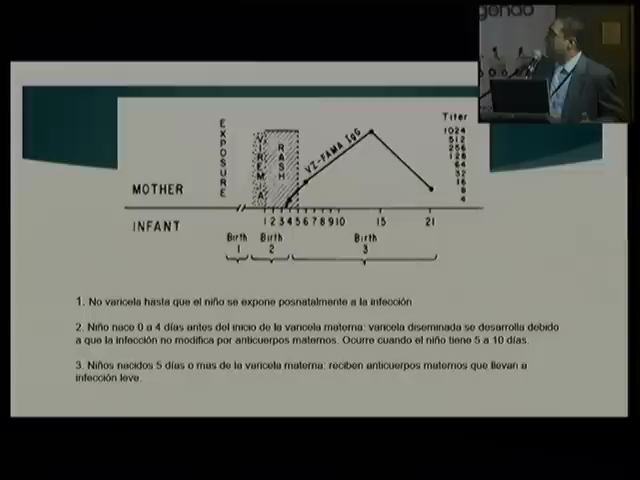 gondo
EXPOSURE
VIREMIA
RASH
VZ-FAMA IgG
Titer
1024
512
256
128
64
32
16
8
4
MOTHER
1 2 3 4 5 6 7 8 9 10 15 21
INFANT
Birth Birth Birth
1 2 3
1. No varicela hasta que el niño se expone posnatalmente a la infección
2. Niño nace 0 a 4 días antes del inicio de la varicela materna: varicela diseminada se desarrolla debido
a que la infección no modifica por anticuerpos maternos. Ocurre cuando el niño tiene 5 a 10 días.
3. Niños nacidos 5 días o mas de la varicela materna: reciben anticuerpos maternos que llevan a
infección leve.